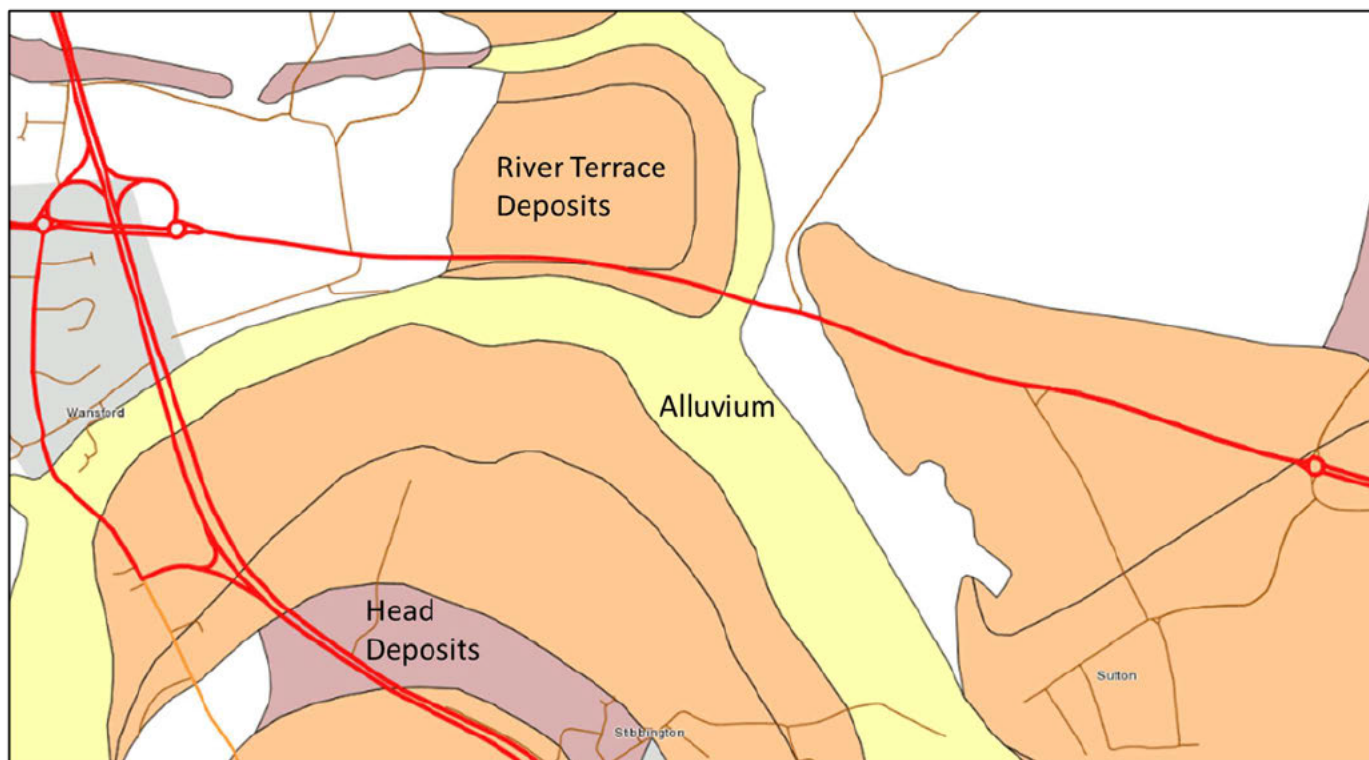 River Terrace
Deposits
Wansford
Alluvium
Head
Deposits
Sutton
Stibbington